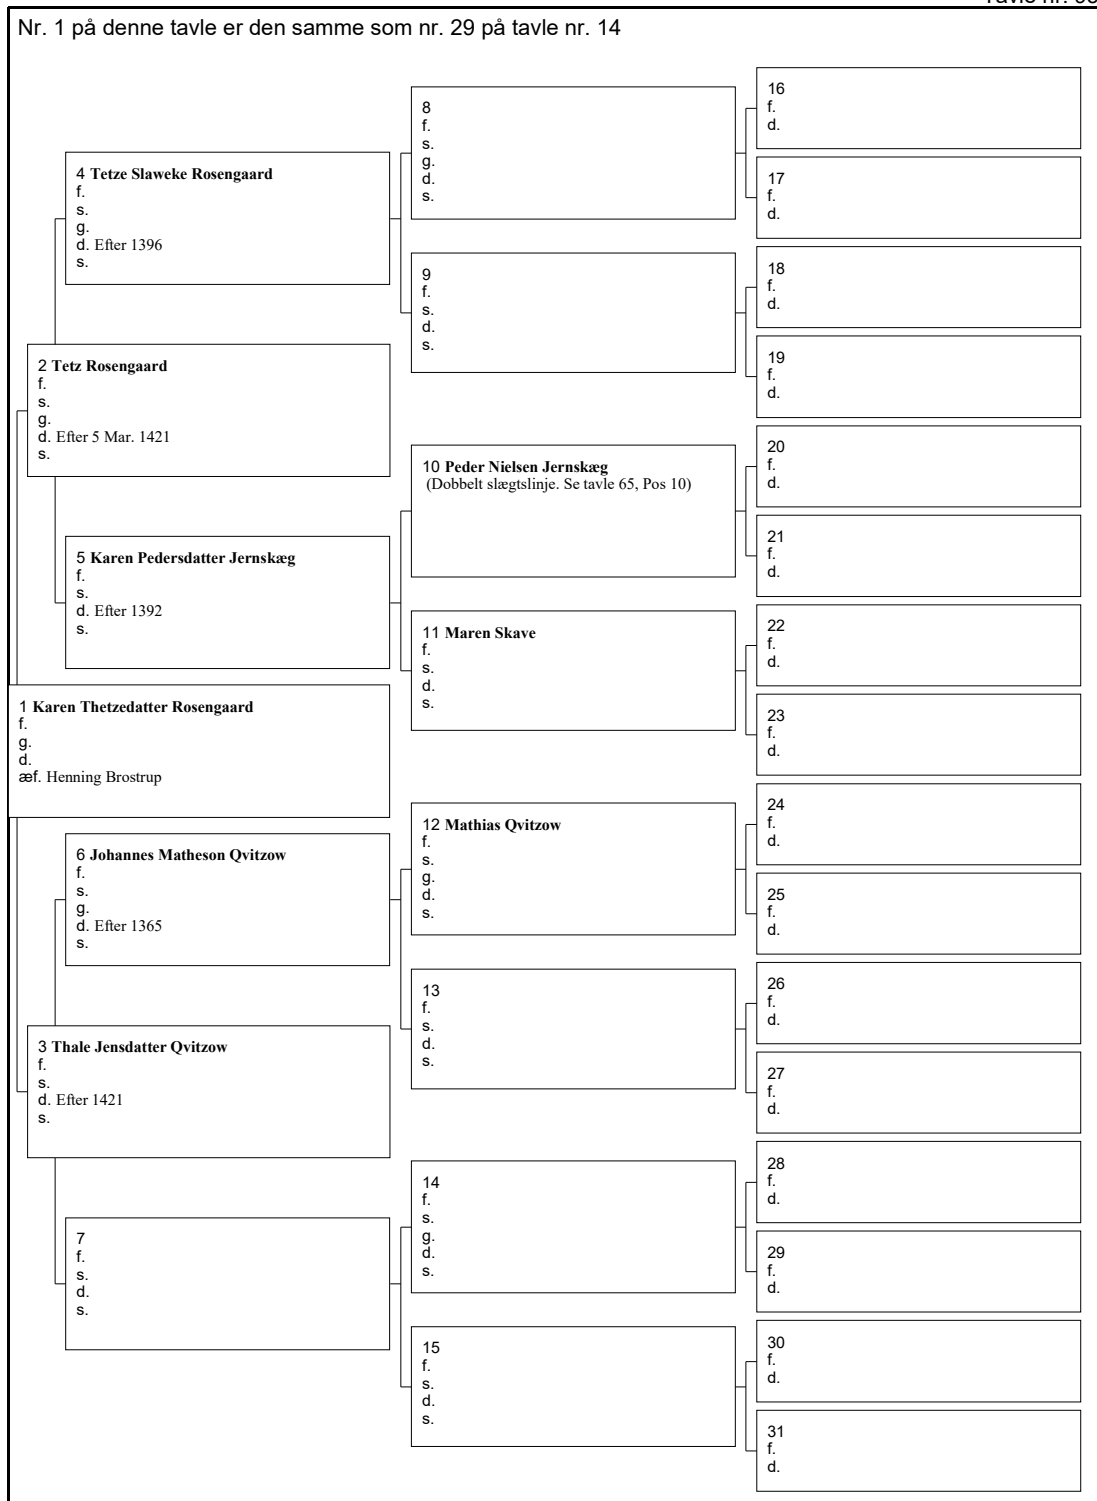 Nr. 1 på denne tavle er den samme som nr. 29 på tavle nr. 14
16
f.
d.
8
f.
s.
g.
d.
s.
4 Tetze Slaweke Rosengaard
f.
s.
g.
d. Efter 1396
s.
17
f.
d.
18
f.
d.
9
f.
s.
d.
s.
19
f.
d.
2 Tetz Rosengaard
f.
s.
g.
d. Efter 5 Mar. 1421
s.
20
f.
d.
10 Peder Nielsen Jernskæg
(Dobbelt slægtslinje. Se tavle 65, Pos 10)
21
f.
d.
5 Karen Pedersdatter Jernskæg
f.
s.
d. Efter 1392
s.
22
f.
d.
11 Maren Skave
f.
s.
d.
s.
23
f.
d.
1 Karen Thetzedatter Rosengaard
f.
g.
d.
æf. Henning Brostrup
24
f.
d.
12 Mathias Qvitzow
f.
s.
g.
d.
s.
6 Johannes Matheson Qvitzow
f.
s.
g.
d. Efter 1365
s.
25
f.
d.
26
f.
d.
13
f.
s.
d.
s.
3 Thale Jensdatter Qvitzow
f.
s.
d. Efter 1421
s.
27
f.
d.
28
f.
d.
14
f.
s.
g.
d.
s.
7
f.
s.
d.
s.
29
f.
d.
30
f.
d.
15
f.
s.
d.
s.
31
f.
d.